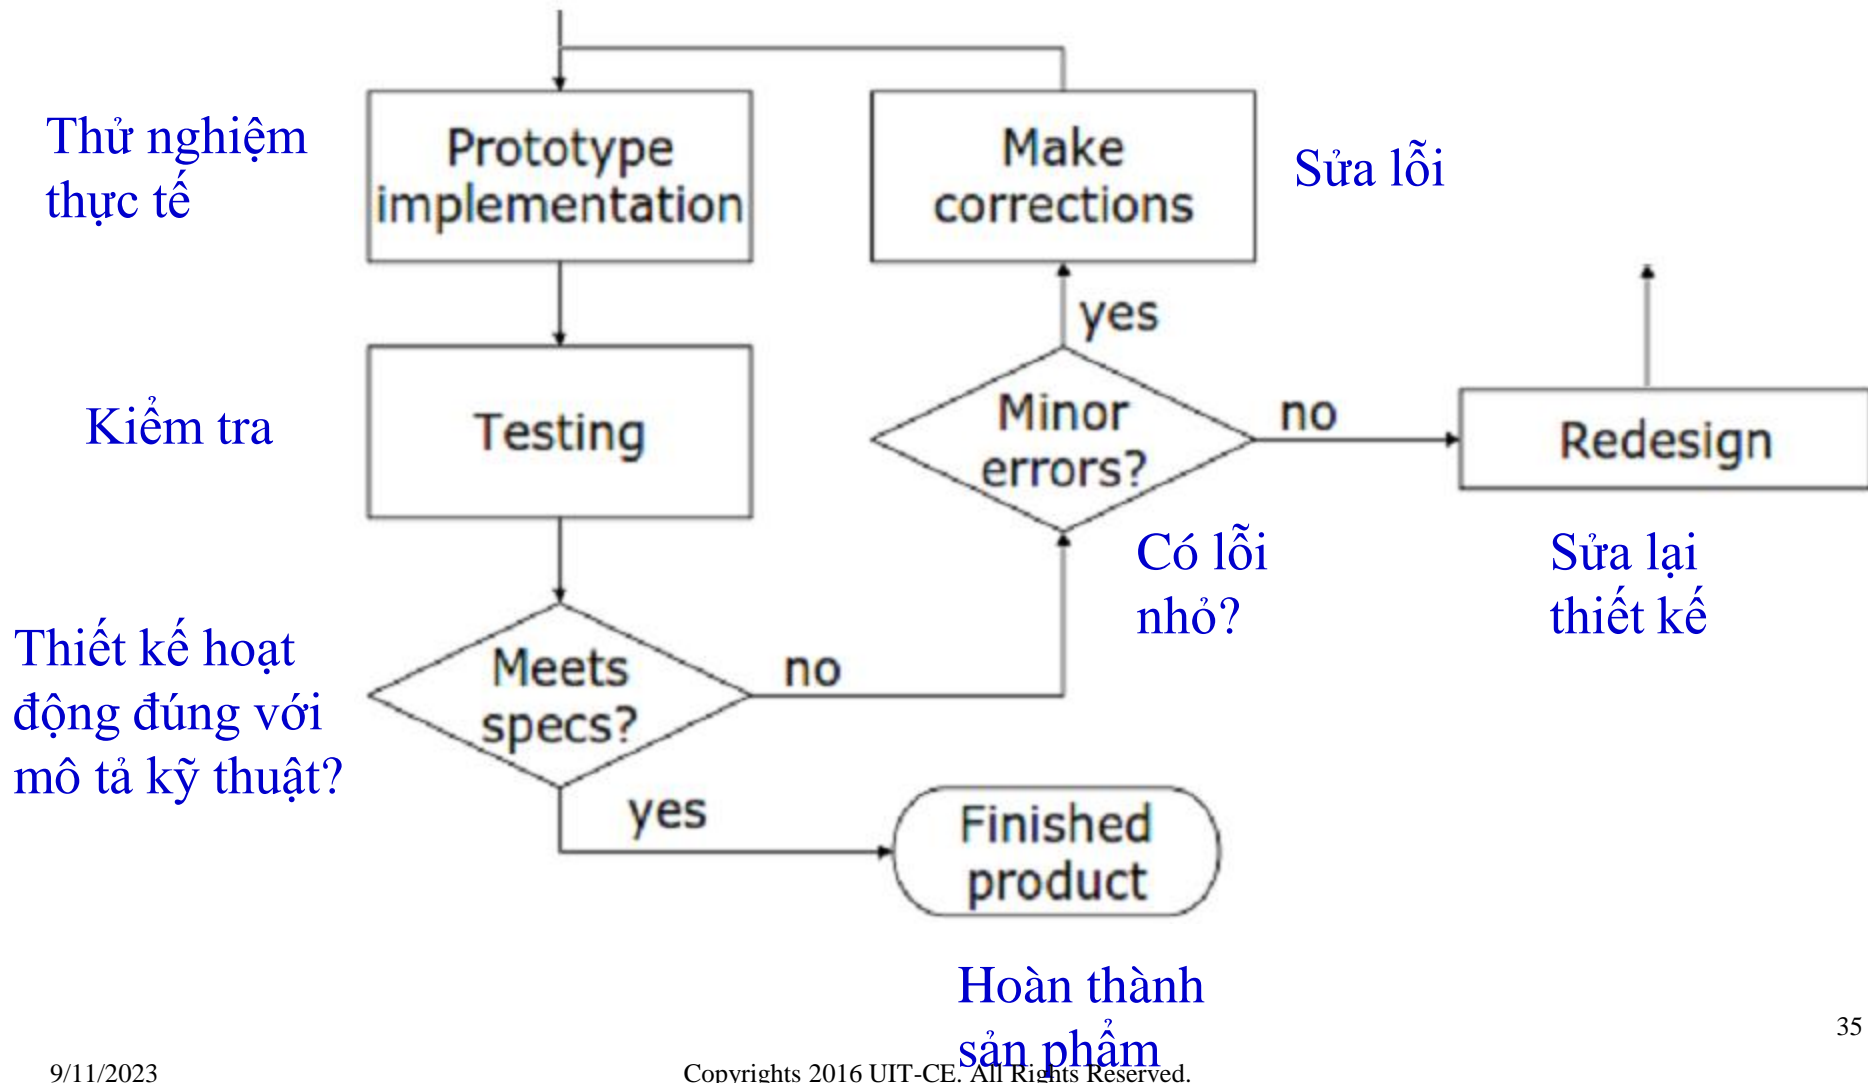 Thử nghiệm
thực tế
Prototype
implementation
Make
corrections
Sửa lỗi
yes
Kiểm tra
Testing
Minor
errors?
no
Redesign
Có lỗi
nhỏ?
Sửa lại
thiết kế
Thiết kế hoạt
động đúng với
mô tả kỹ thuật?
Meets
specs?
no
yes
Finished
product
Hoàn thành
sản phẩm
35
9/11/2023
Copyrights 2016 UIT-CE. All Rights Reserved.